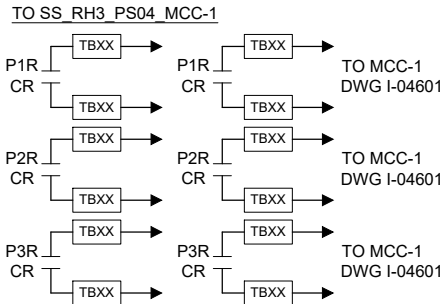 TO SS_RH3_PS04_MCC-1
TBXX
TBXX
P1R
CR
P1R
CR
TO MCC-1
DWG I-04601
TBXX
TBXX
TBXX
TBXX
P2R
CR
P2R
CR
TO MCC-1
DWG I-04601
TBXX
TBXX
TBXX
TBXX
P3R
CR
P3R
CR
TO MCC-1
DWG I-04601
TBXX
TBXX